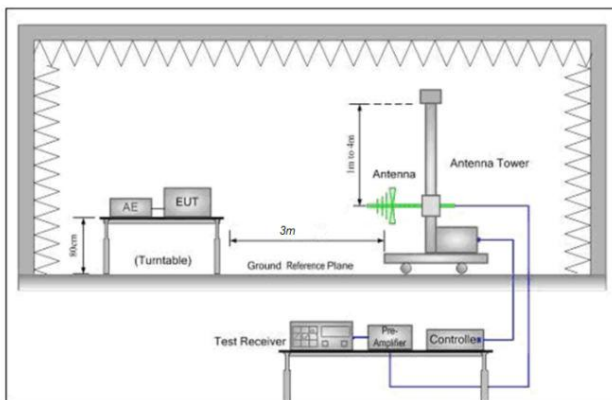 1m to 4m
Antenna
Antenna Tower
AE
EUT
80cm
(Turntable)
3m
Ground Reference Plane
Test Receiver
Pre-
Amplifier
Controller